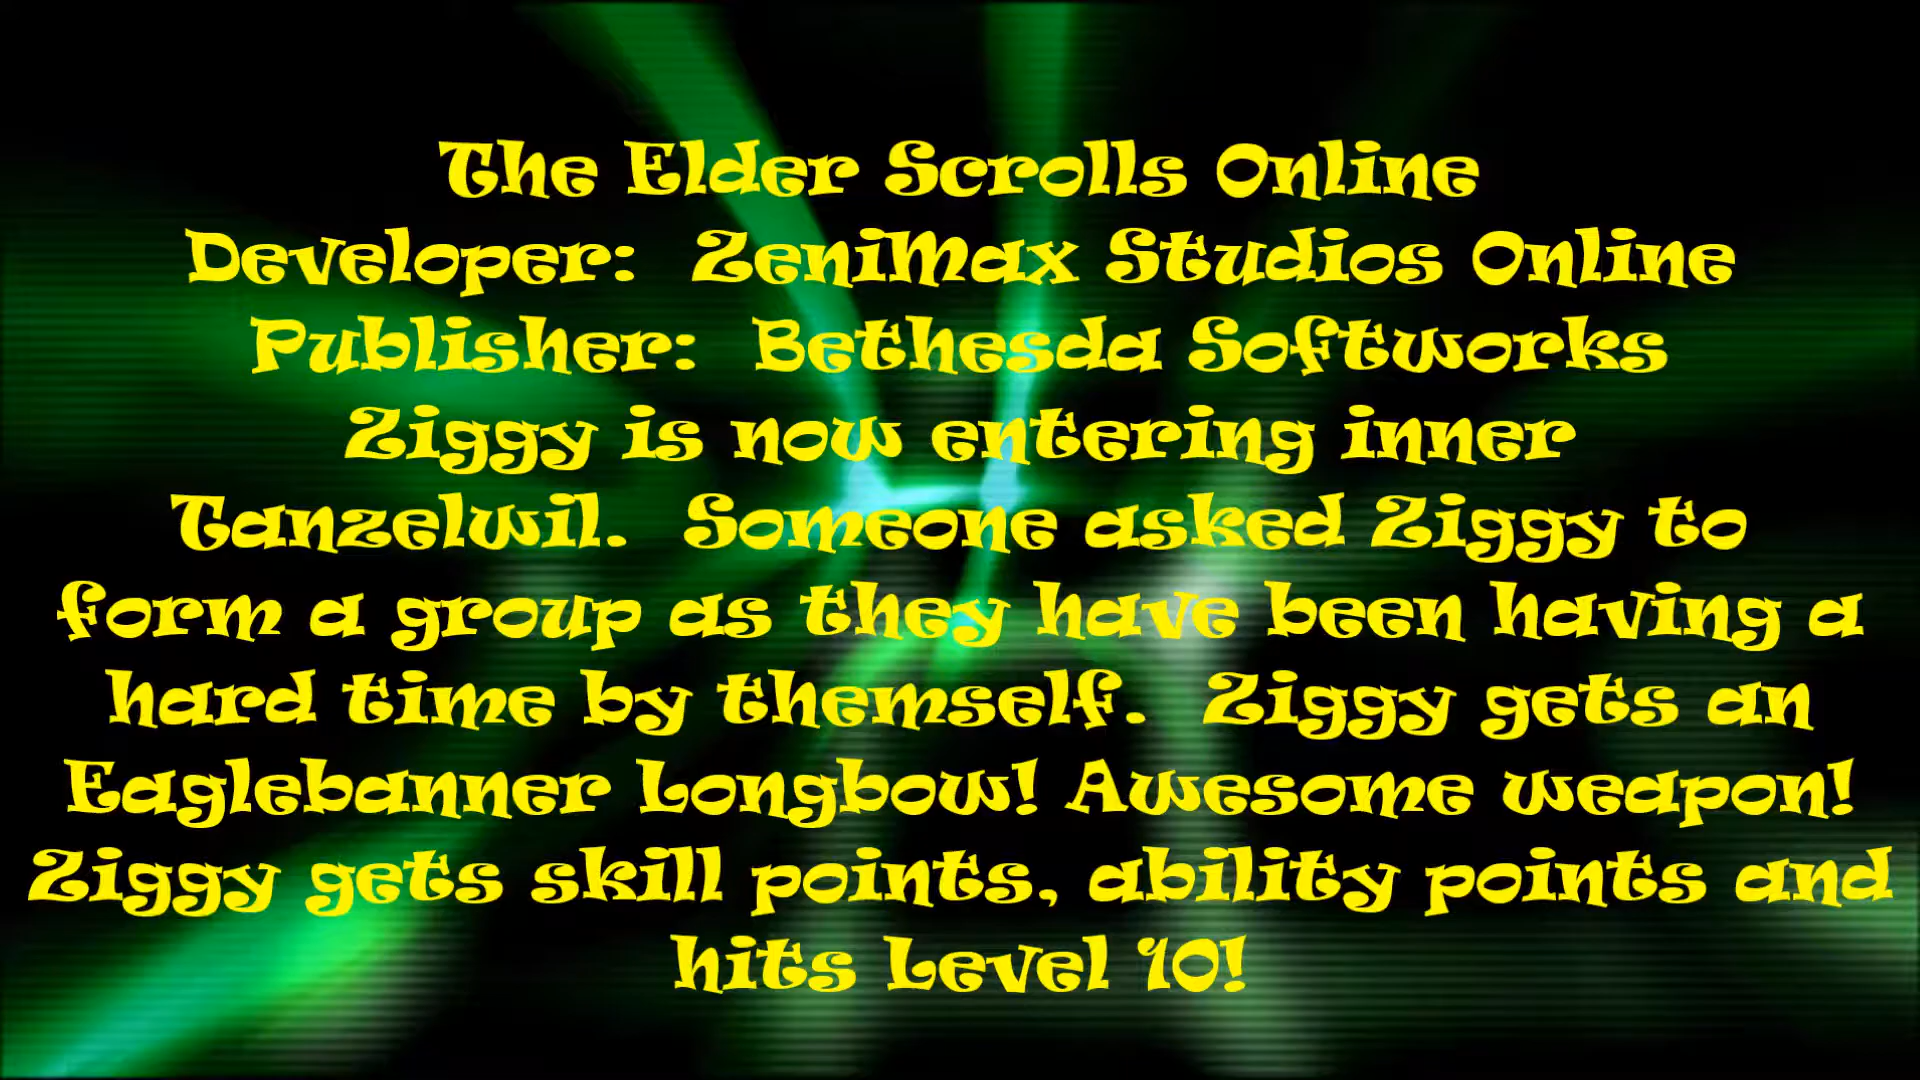 The Elder Scrolls Online
Developer:  ZeniMax Studios Online
Publisher:  Bethesda Softworks
Ziggy is now entering inner
Tanzelwil.  Someone asked Ziggy to
form a group as they have been having a
hard time by themself.  Ziggy gets an
Eaglebanner Longbow! Awesome weapon!
Ziggy gets skill points, ability points and
hits Level 10!